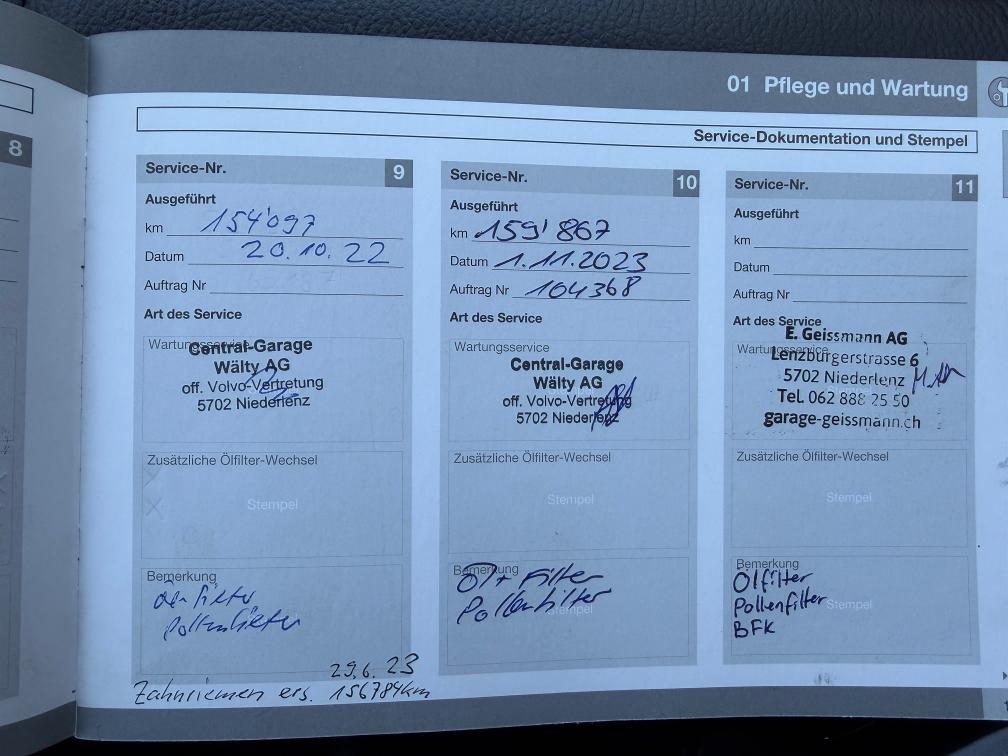 8
01 Pflege und Wartung
Service-Dokumentation und Stempel
Service-Nr. 9
Ausgeführt
km 154'097
Datum 20.10.22
Auftrag Nr
Art des Service
Wartungsservice
Central-Garage
Wälty AG
off. Volvo-Vertretung
5702 Niederlenz
Zusätzliche Ölfilter-Wechsel
Stempel
Bemerkung
Pollenfilter
29.6.23
Zahnriemen ers. 156784km
Service-Nr. 10
Ausgeführt
km 159'867
Datum 1.11.2023
Auftrag Nr 104368
Art des Service
Wartungsservice
Central-Garage
Wälty AG
off. Volvo-Vertretung
5702 Niederlenz
Zusätzliche Ölfilter-Wechsel
Stempel
Bemerkung
Öl + Filter
Pollenfilter
Stempel
Service-Nr. 11
Ausgeführt
km
Datum
Auftrag Nr
Art des Service
Wartungsservice
E. Geissmann AG
Lenzburgerstrasse 6
5702 Niederlenz
Tel. 062 888 25 50
garage-geissmann.ch
Zusätzliche Ölfilter-Wechsel
Stempel
Bemerkung
Ölfilter
Pollenfilter
Stempel
BFK